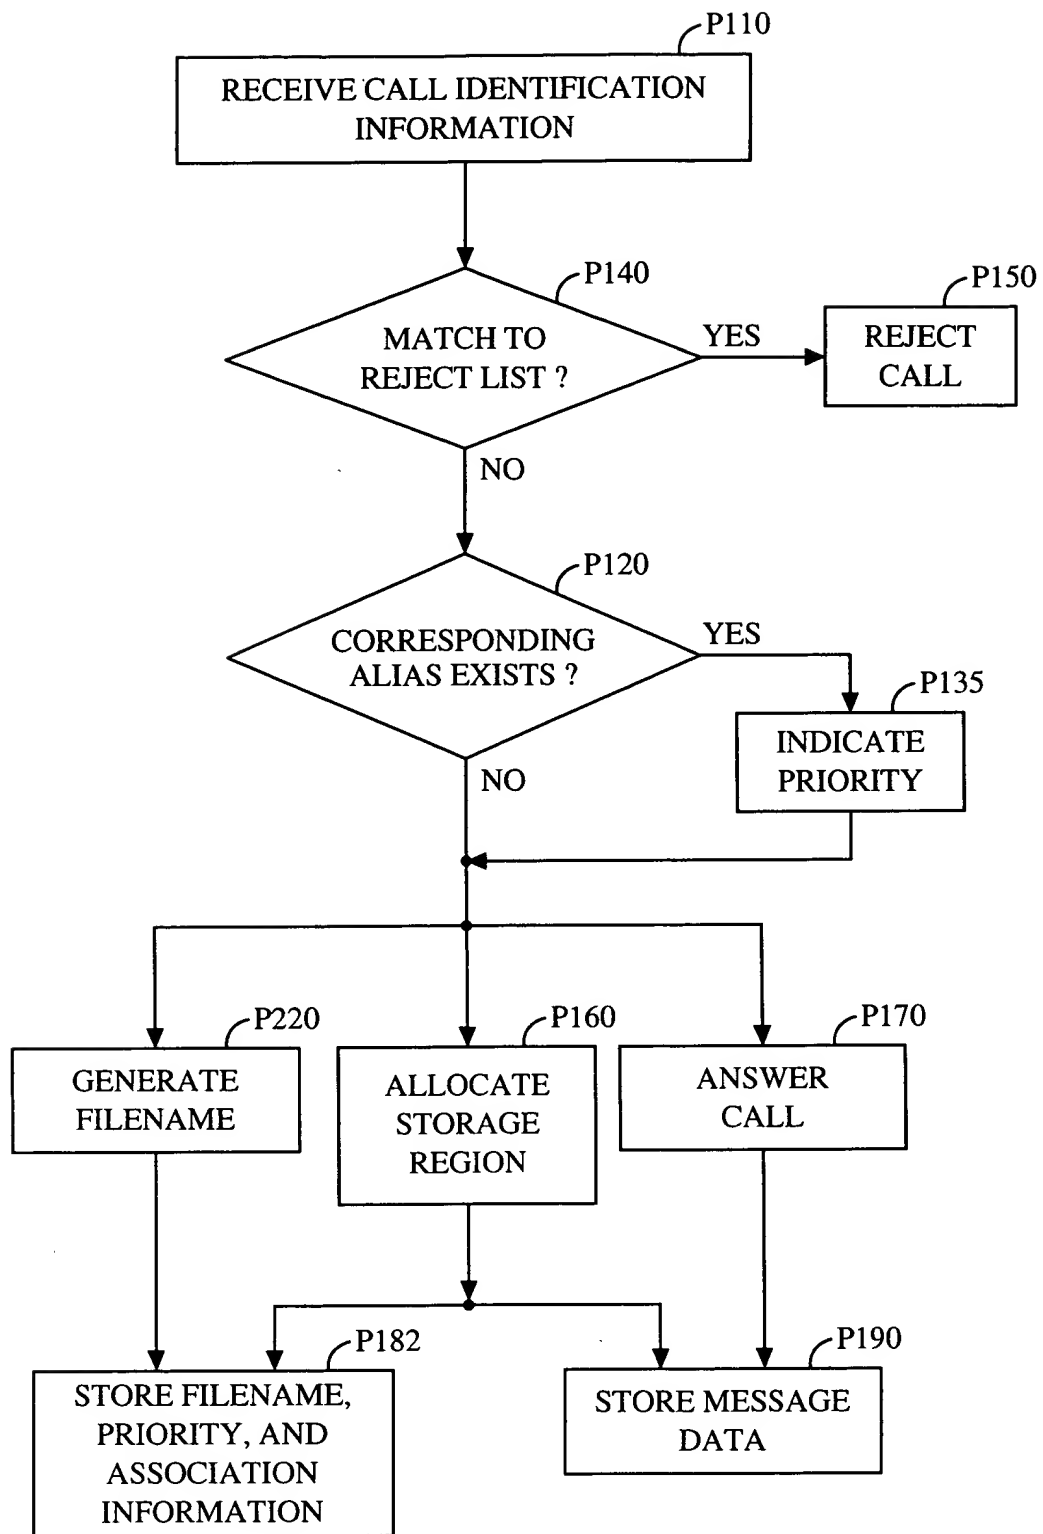 P110
RECEIVE CALL IDENTIFICATION
INFORMATION
P140
MATCH TO
REJECT LIST ?
YES
P150
REJECT
CALL
NO
P120
CORRESPONDING
ALIAS EXISTS ?
YES
P135
INDICATE
PRIORITY
NO
P220
GENERATE
FILENAME
P160
ALLOCATE
STORAGE
REGION
P170
ANSWER
CALL
P182
STORE FILENAME,
PRIORITY, AND
ASSOCIATION
INFORMATION
P190
STORE MESSAGE
DATA